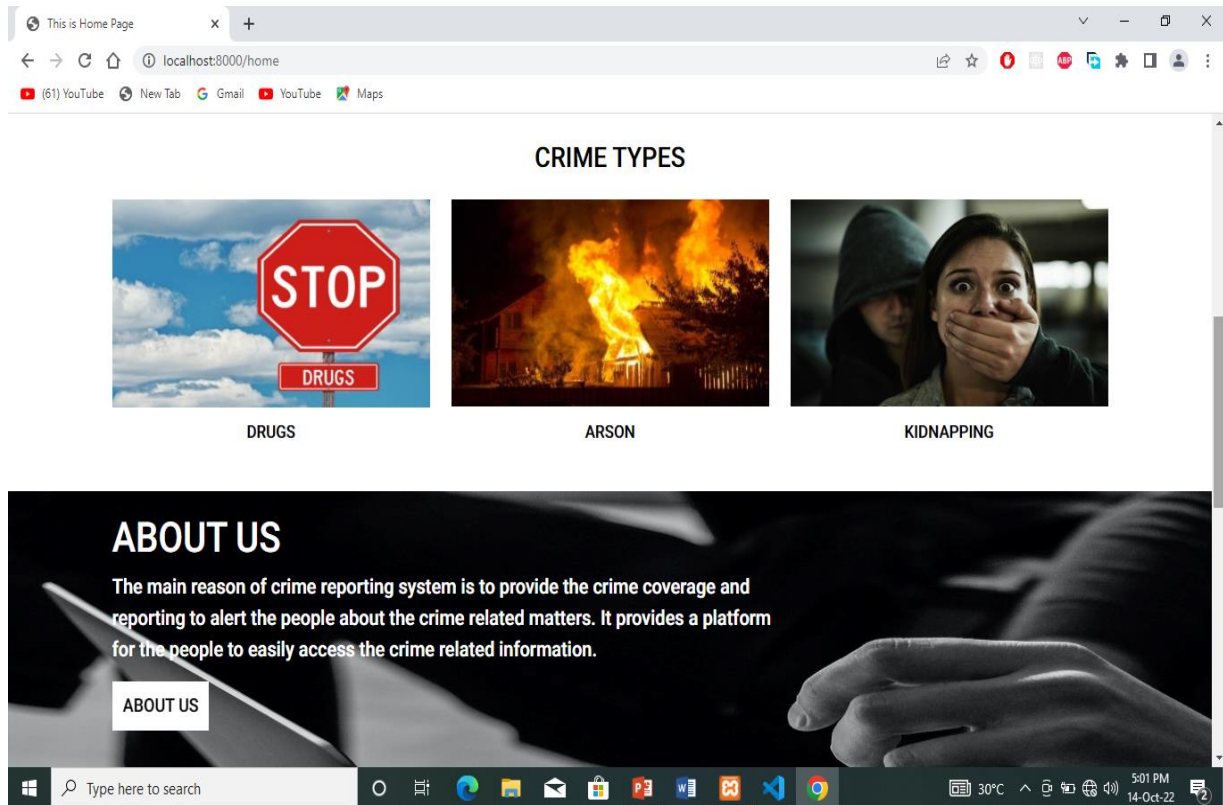 This is Home Page
localhost:8000/home
ABP
(61) YouTube New Tab G Gmail YouTube Maps
CRIME TYPES
STOP
DRUGS
DRUGS ARSON KIDNAPPING
ABOUT US
The main reason of crime reporting system is to provide the crime coverage and
reporting to alert the people about the crime related matters. It provides a platform
for the people to easily access the crime related information.
ABOUT US
Type here to search
30°C
5:01 PM
14-Oct-22
2